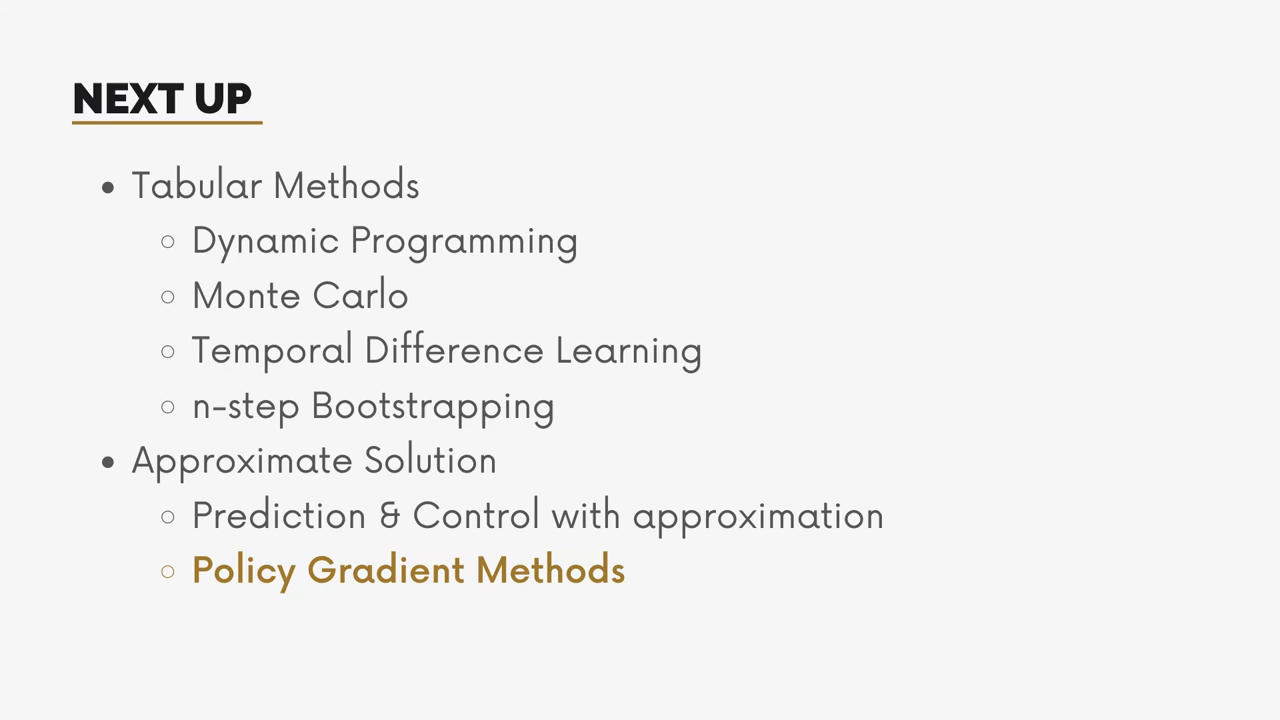 NEXT UP
Tabular Methods
Dynamic Programming
Monte Carlo
Temporal Difference Learning
n-step Bootstrapping
Approximate Solution
Prediction & Control with approximation
Policy Gradient Methods